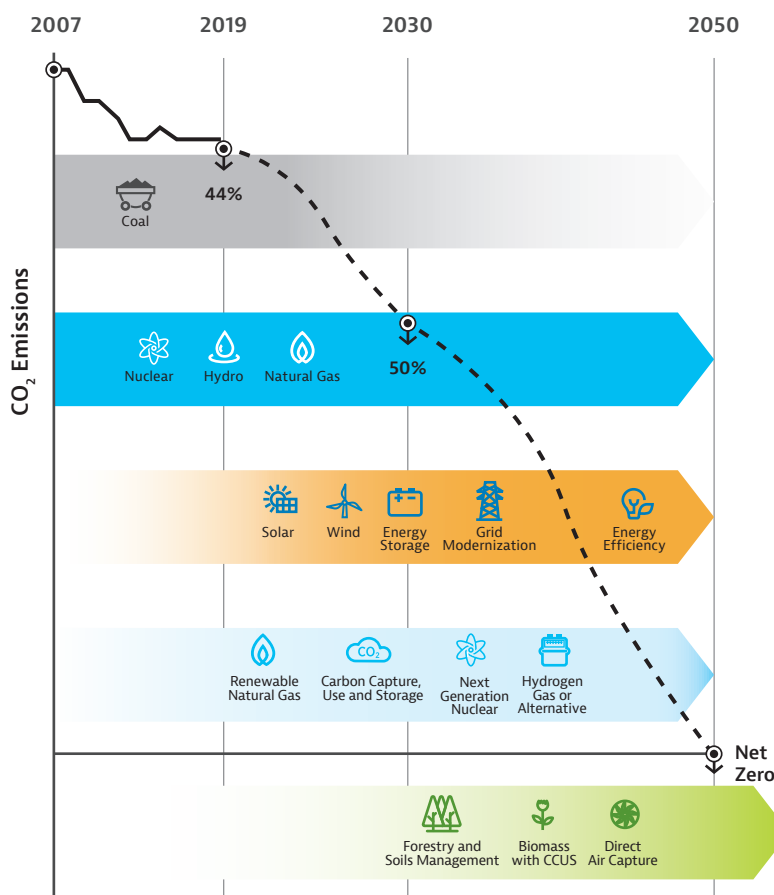 2007 2019 2030 2050
44%
Coal
CO₂ Emissions
50%
Nuclear Hydro Natural Gas
Solar Wind Energy Storage Grid Modernization Energy Efficiency
CO₂
Renewable Natural Gas Carbon Capture, Use and Storage Next Generation Nuclear Hydrogen Gas or Alternative
Net
Zero
Forestry and Soils Management Biomass with CCUS Direct Air Capture